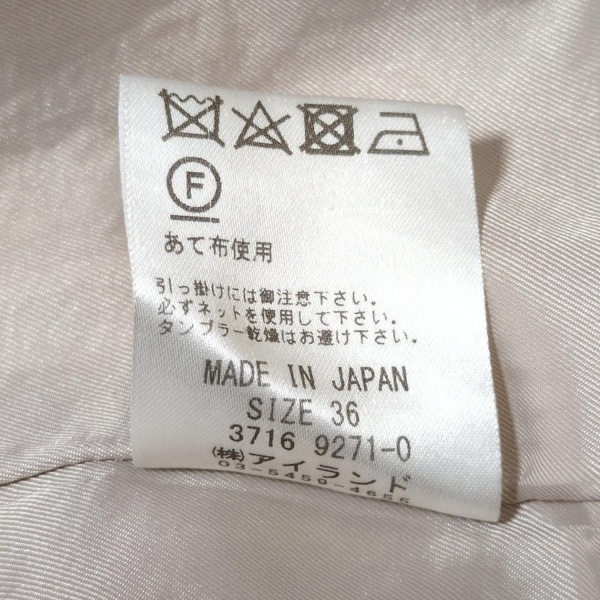 F
あて布使用
引っ掛けには御注意下さい。
必ずネットを使用して下さい。
タンブラー乾燥はお避け下さい。
MADE IN JAPAN
SIZE 36
3716 9271-0
(株)アイランド
03-5459-4655